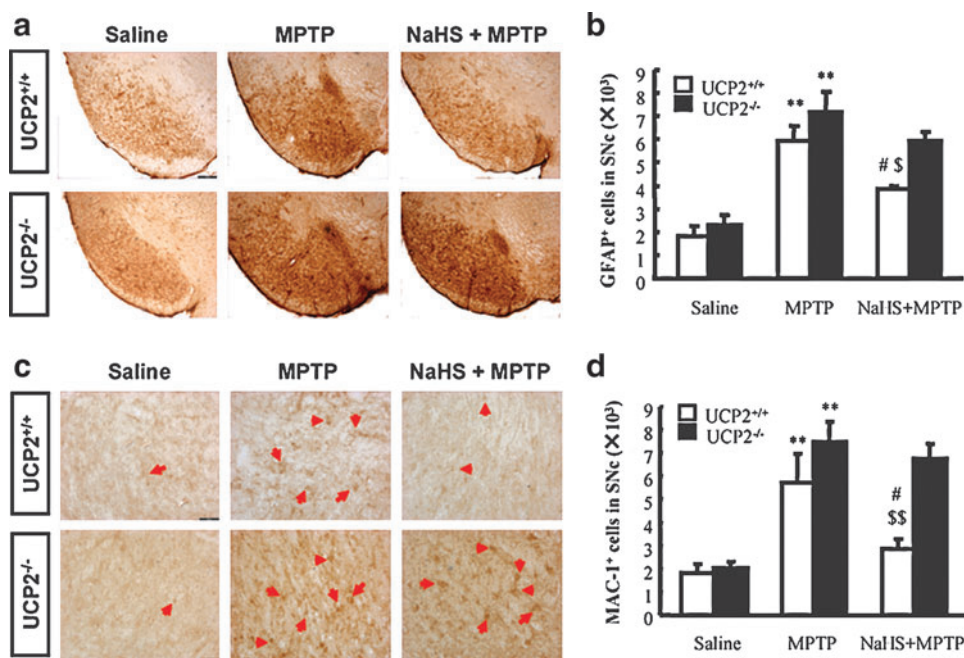 a
Saline MPTP NaHS + MPTP
UCP2+/+
UCP2-/-
b
GFAP+ cells in SNc (×10³)
9
8
7
6
5
4
3
2
1
0
UCP2+/+
UCP2-/-
**
**
# $
Saline MPTP NaHS+MPTP
c
Saline MPTP NaHS + MPTP
UCP2+/+
UCP2-/-
d
MAC-1+ cells in SNc (×10³)
9
8
7
6
5
4
3
2
1
0
UCP2+/+
UCP2-/-
**
**
#
$$
Saline MPTP NaHS+MPTP